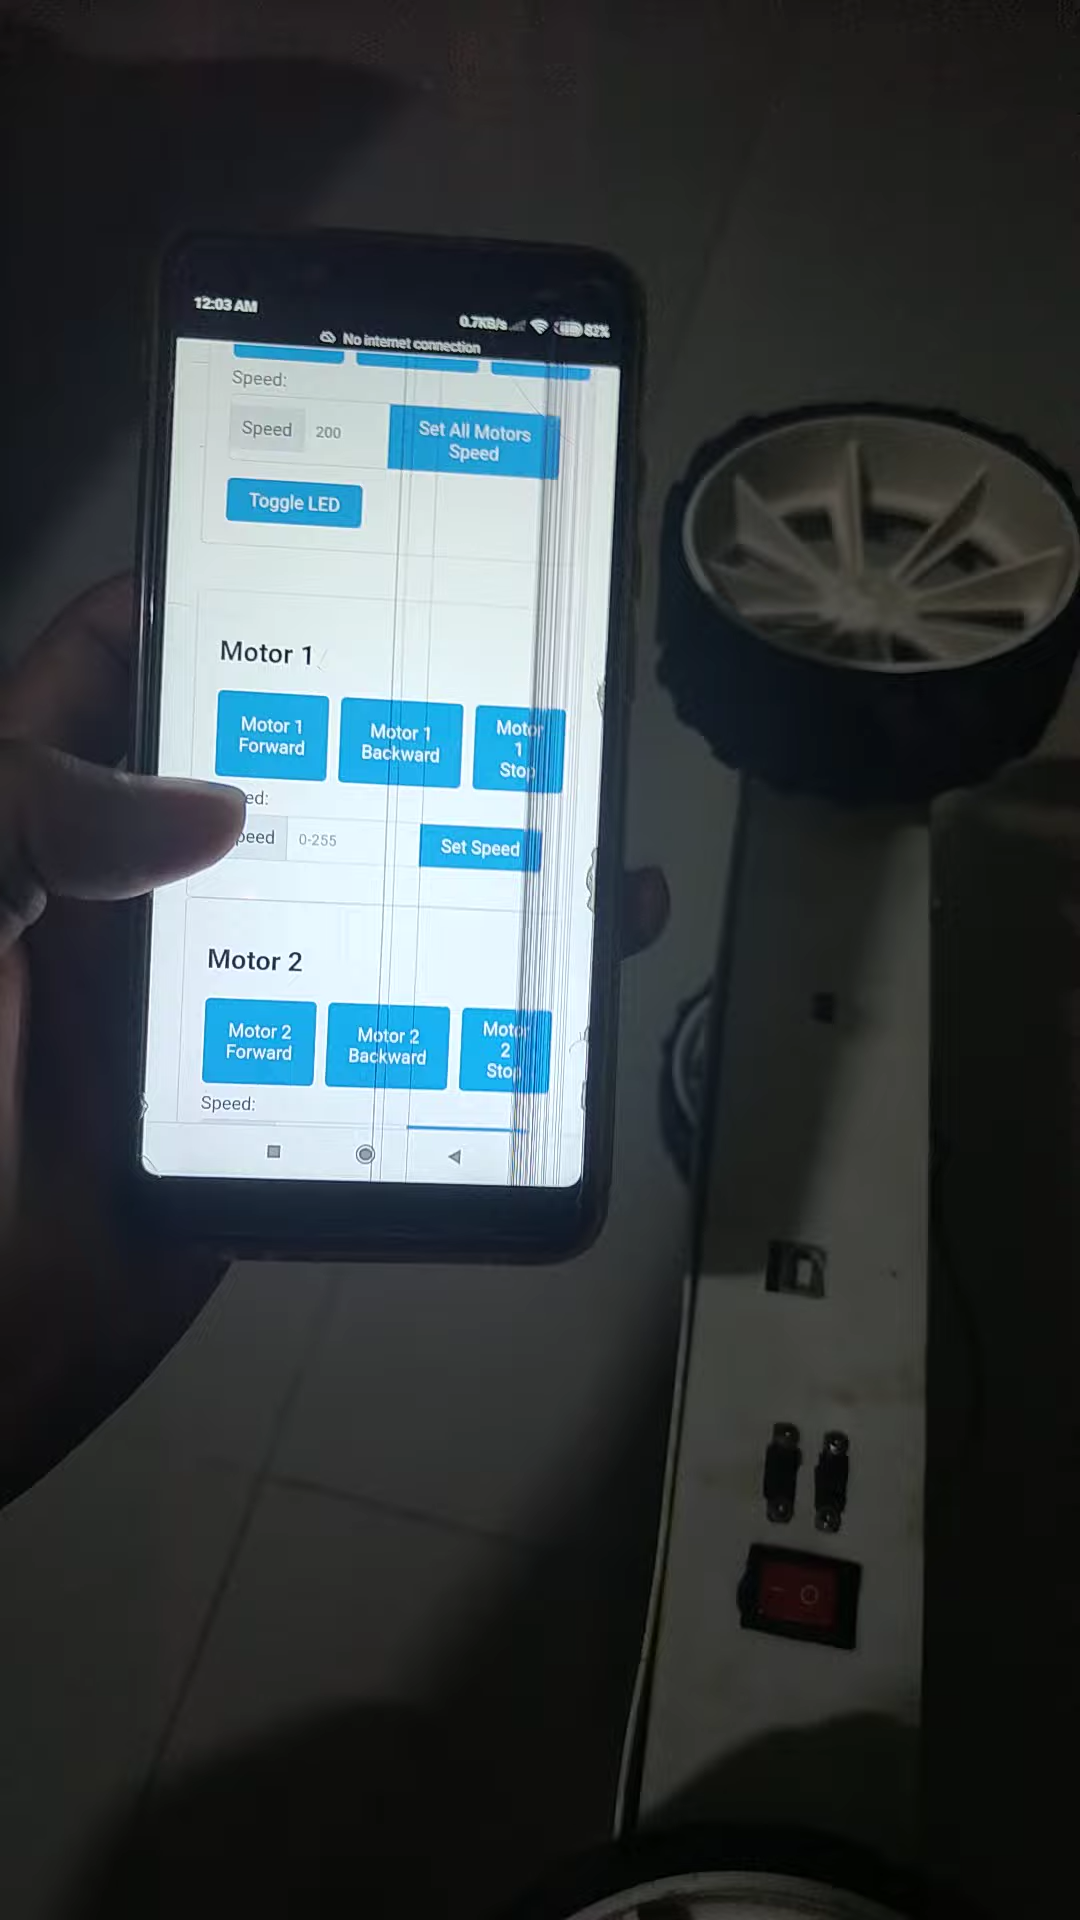 12:03 AM
0.7KB/s 82%
No internet connection
Speed:
Speed 200
Set All Motors
Speed
Toggle LED
Motor 1
Motor 1
Forward
Motor 1
Backward
Motor
1
Stop
ed:
peed 0-255
Set Speed
Motor 2
Motor 2
Forward
Motor 2
Backward
Motor
2
Stop
Speed: